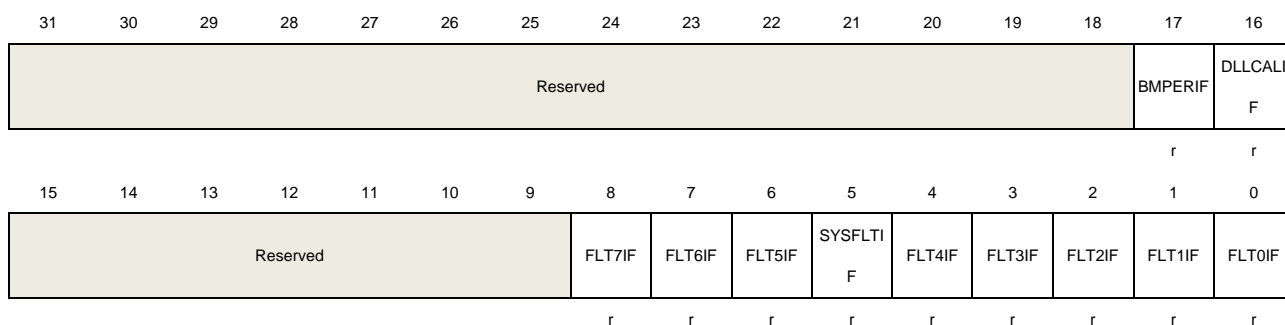 31 30 29 28 27 26 25 24 23 22 21 20 19 18 17 16
Reserved BMPERIF DLLCALI
F
r r
15 14 13 12 11 10 9 8 7 6 5 4 3 2 1 0
Reserved FLT7IF FLT6IF FLT5IF SYSFLTI
F FLT4IF FLT3IF FLT2IF FLT1IF FLT0IF
r r r r r r r r r